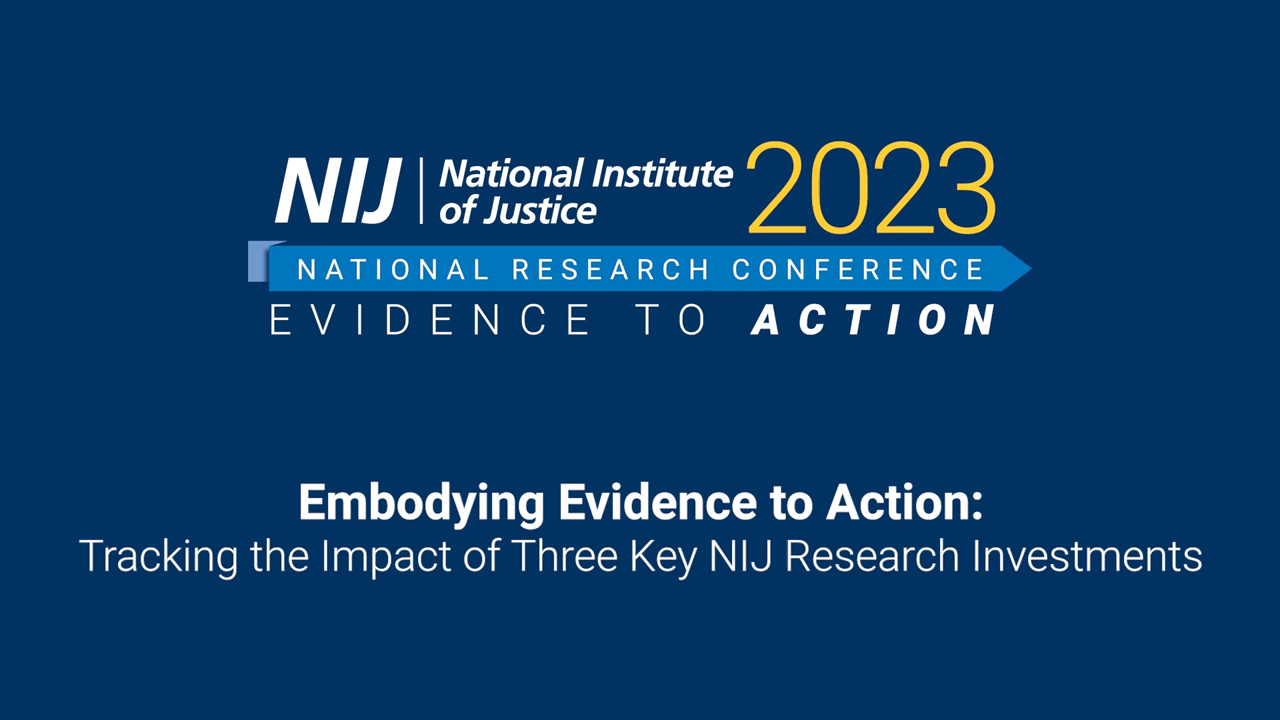 NIJ National Institute of Justice 2023
NATIONAL RESEARCH CONFERENCE
EVIDENCE TO ACTION
Embodying Evidence to Action:
Tracking the Impact of Three Key NIJ Research Investments